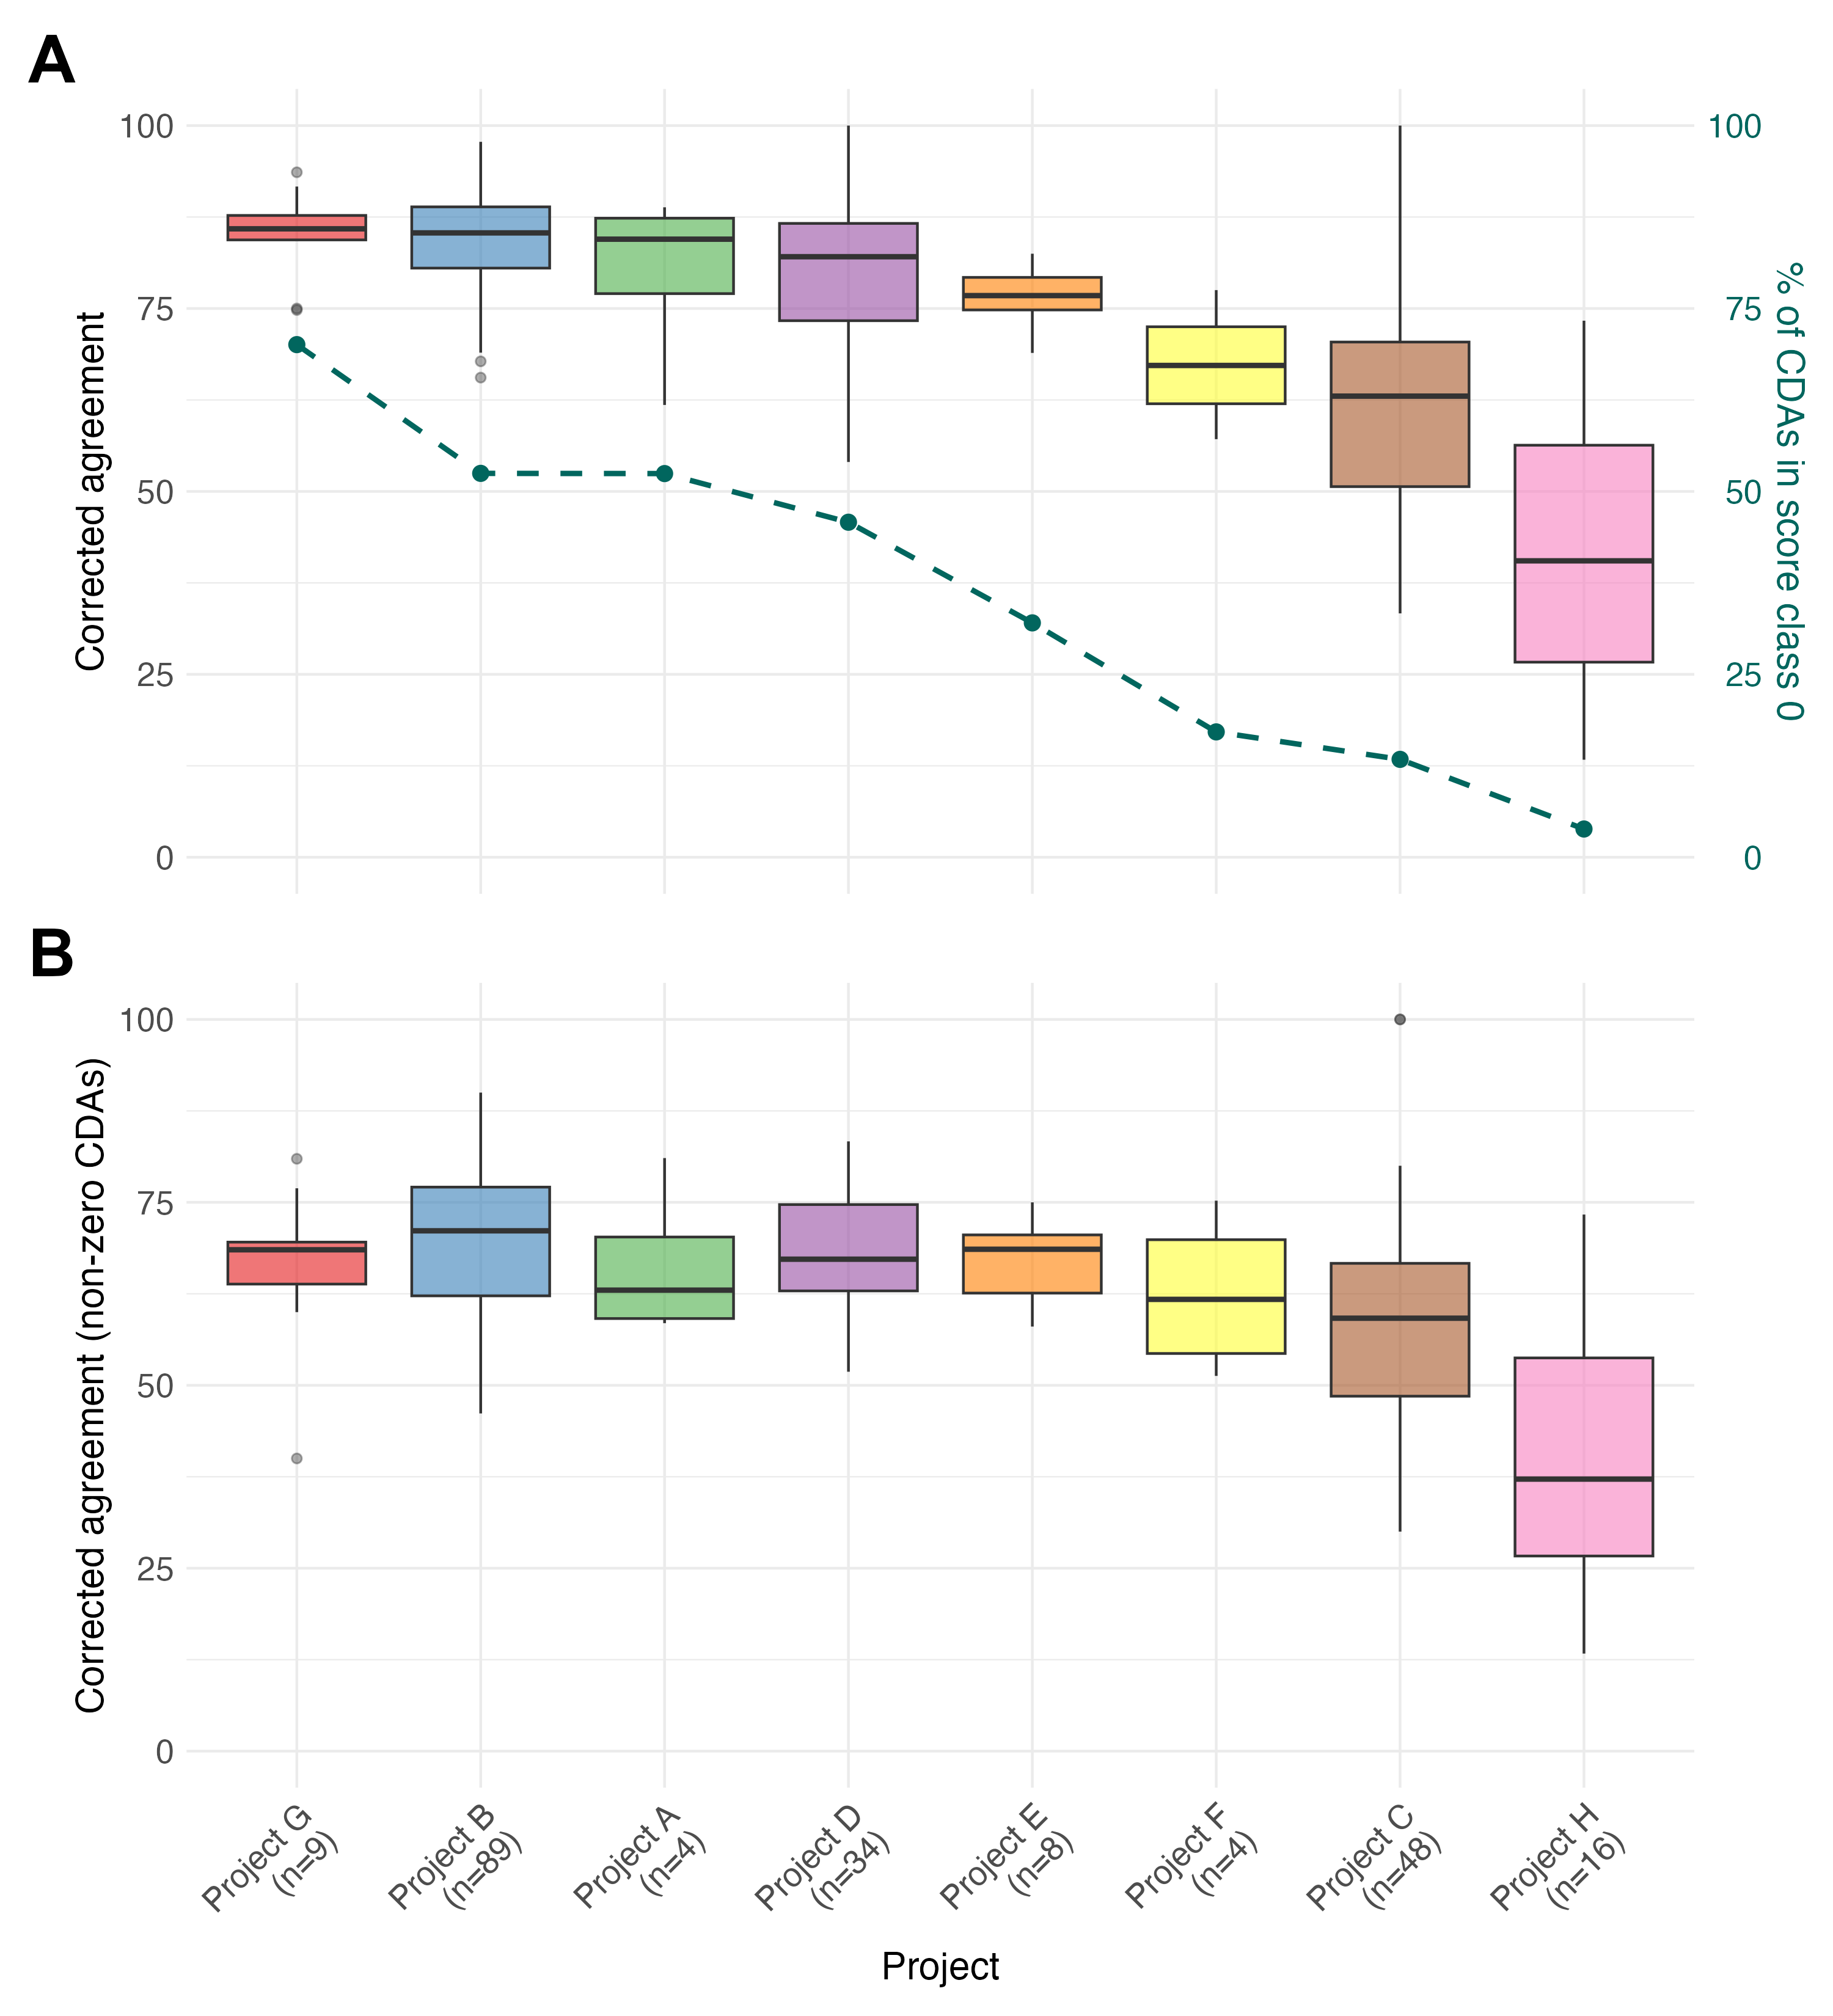 A
100
75
50
25
0
Corrected agreement
100
75
50
25
0
% of CDAs in score class 0
B
100
75
50
25
0
Corrected agreement (non-zero CDAs)
Project G
(n=9)
Project B
(n=89)
Project A
(n=4)
Project D
(n=34)
Project E
(n=8)
Project F
(n=4)
Project C
(n=48)
Project H
(n=16)
Project